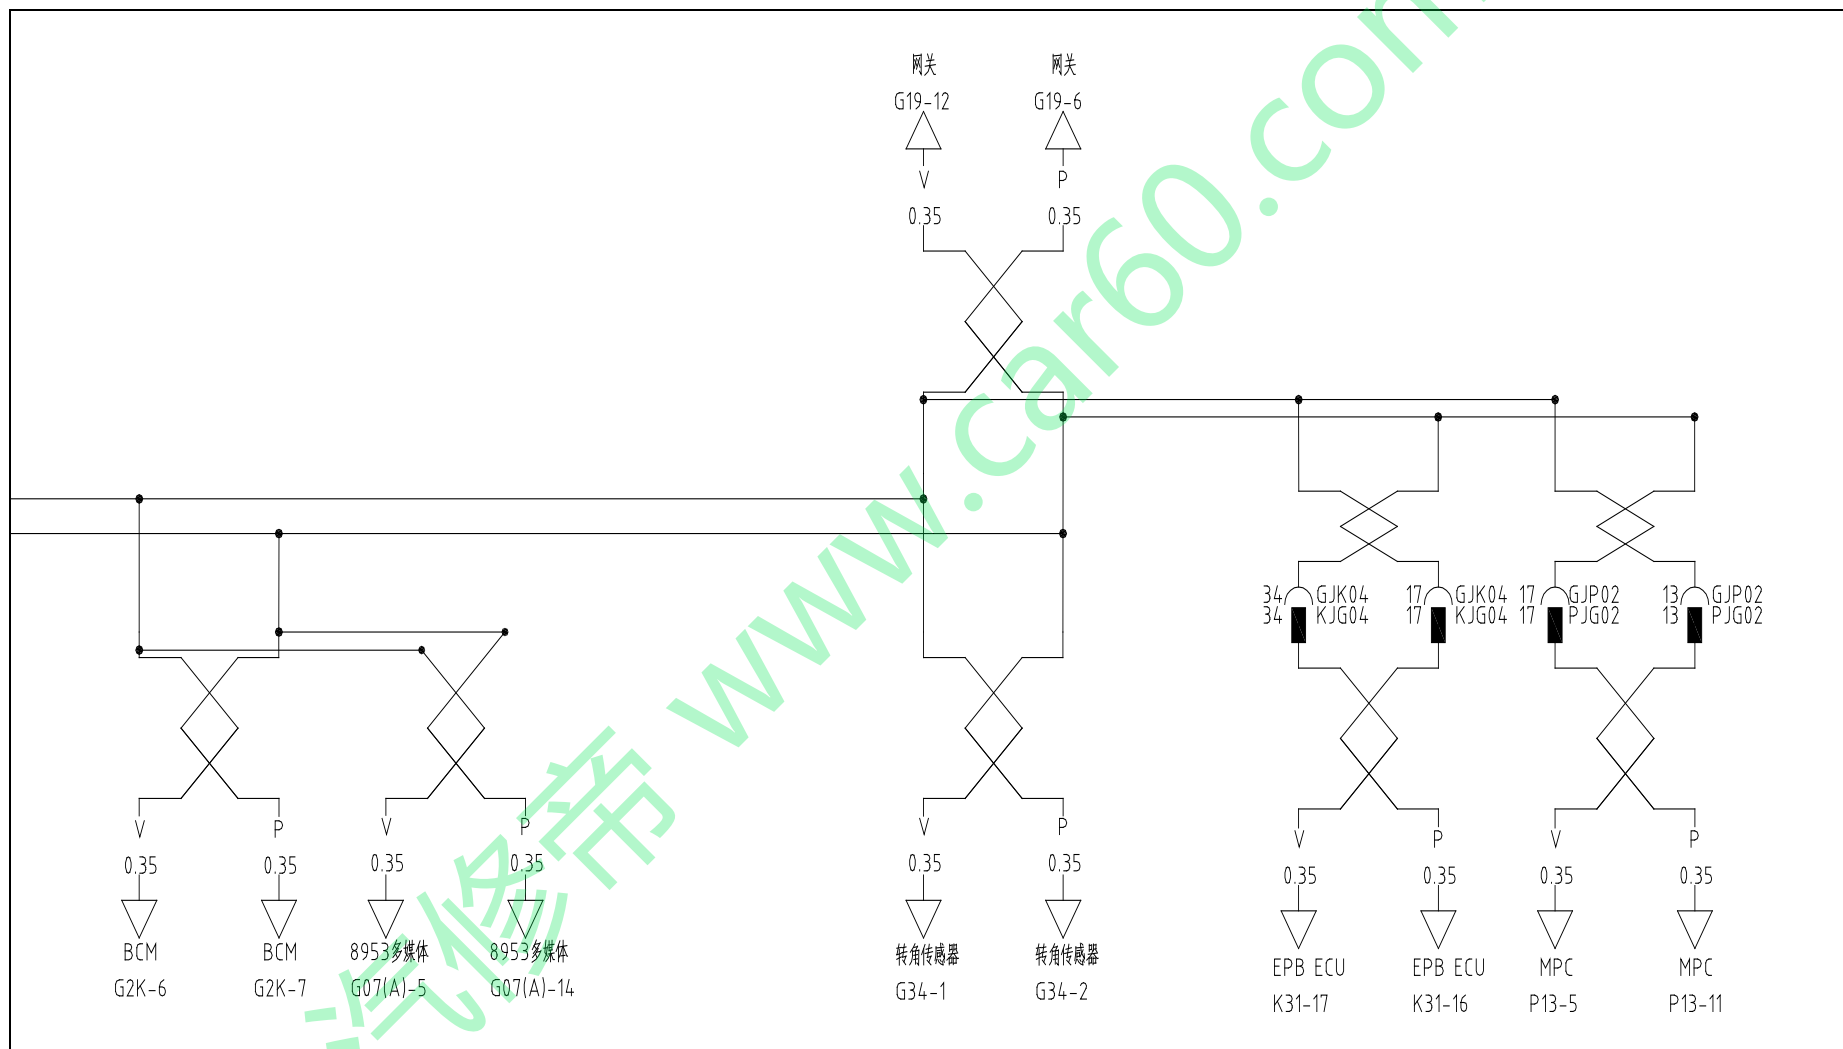 网关 网关
G19-12 G19-6
V P
0.35 0.35
34 GJK04 17 GJK04 17 GJP02 13 GJP02
34 KJG04 17 KJG04 17 PJG02 13 PJG02
V P V P V P V P V P
0.35 0.35 0.35 0.35 0.35 0.35 0.35 0.35 0.35 0.35
BCM BCM 8953多媒体 8953多媒体 转角传感器 转角传感器 EPB ECU EPB ECU MPC MPC
G2K-6 G2K-7 G07(A)-5 G07(A)-14 G34-1 G34-2 K31-17 K31-16 P13-5 P13-11
汽修帝 www.car60.com